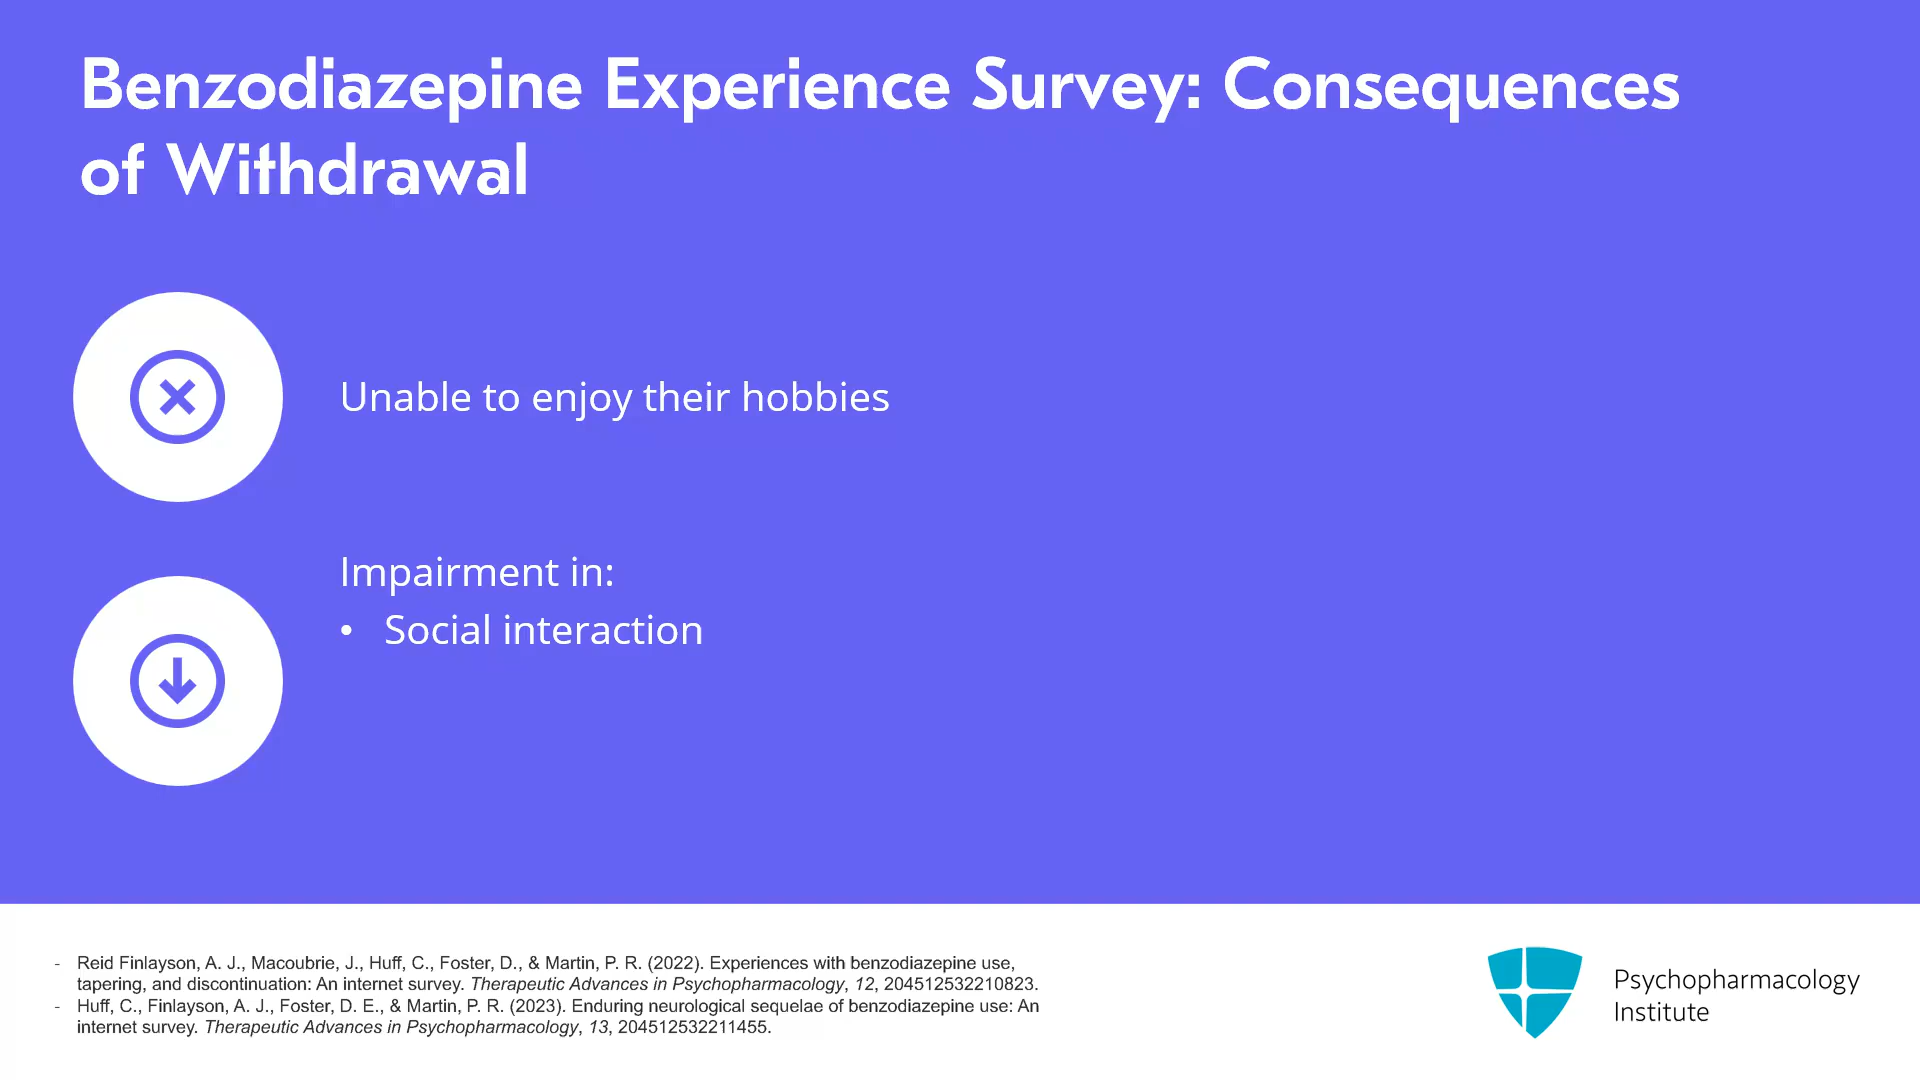 Benzodiazepine Experience Survey: Consequences
of Withdrawal
Unable to enjoy their hobbies
Impairment in:
• Social interaction
- Reid Finlayson, A. J., Macoubrie, J., Huff, C., Foster, D., & Martin, P. R. (2022). Experiences with benzodiazepine use,
tapering, and discontinuation: An internet survey. Therapeutic Advances in Psychopharmacology, 12, 204512532210823.
- Huff, C., Finlayson, A. J., Foster, D. E., & Martin, P. R. (2023). Enduring neurological sequelae of benzodiazepine use: An
internet survey. Therapeutic Advances in Psychopharmacology, 13, 204512532211455.
Psychopharmacology
Institute